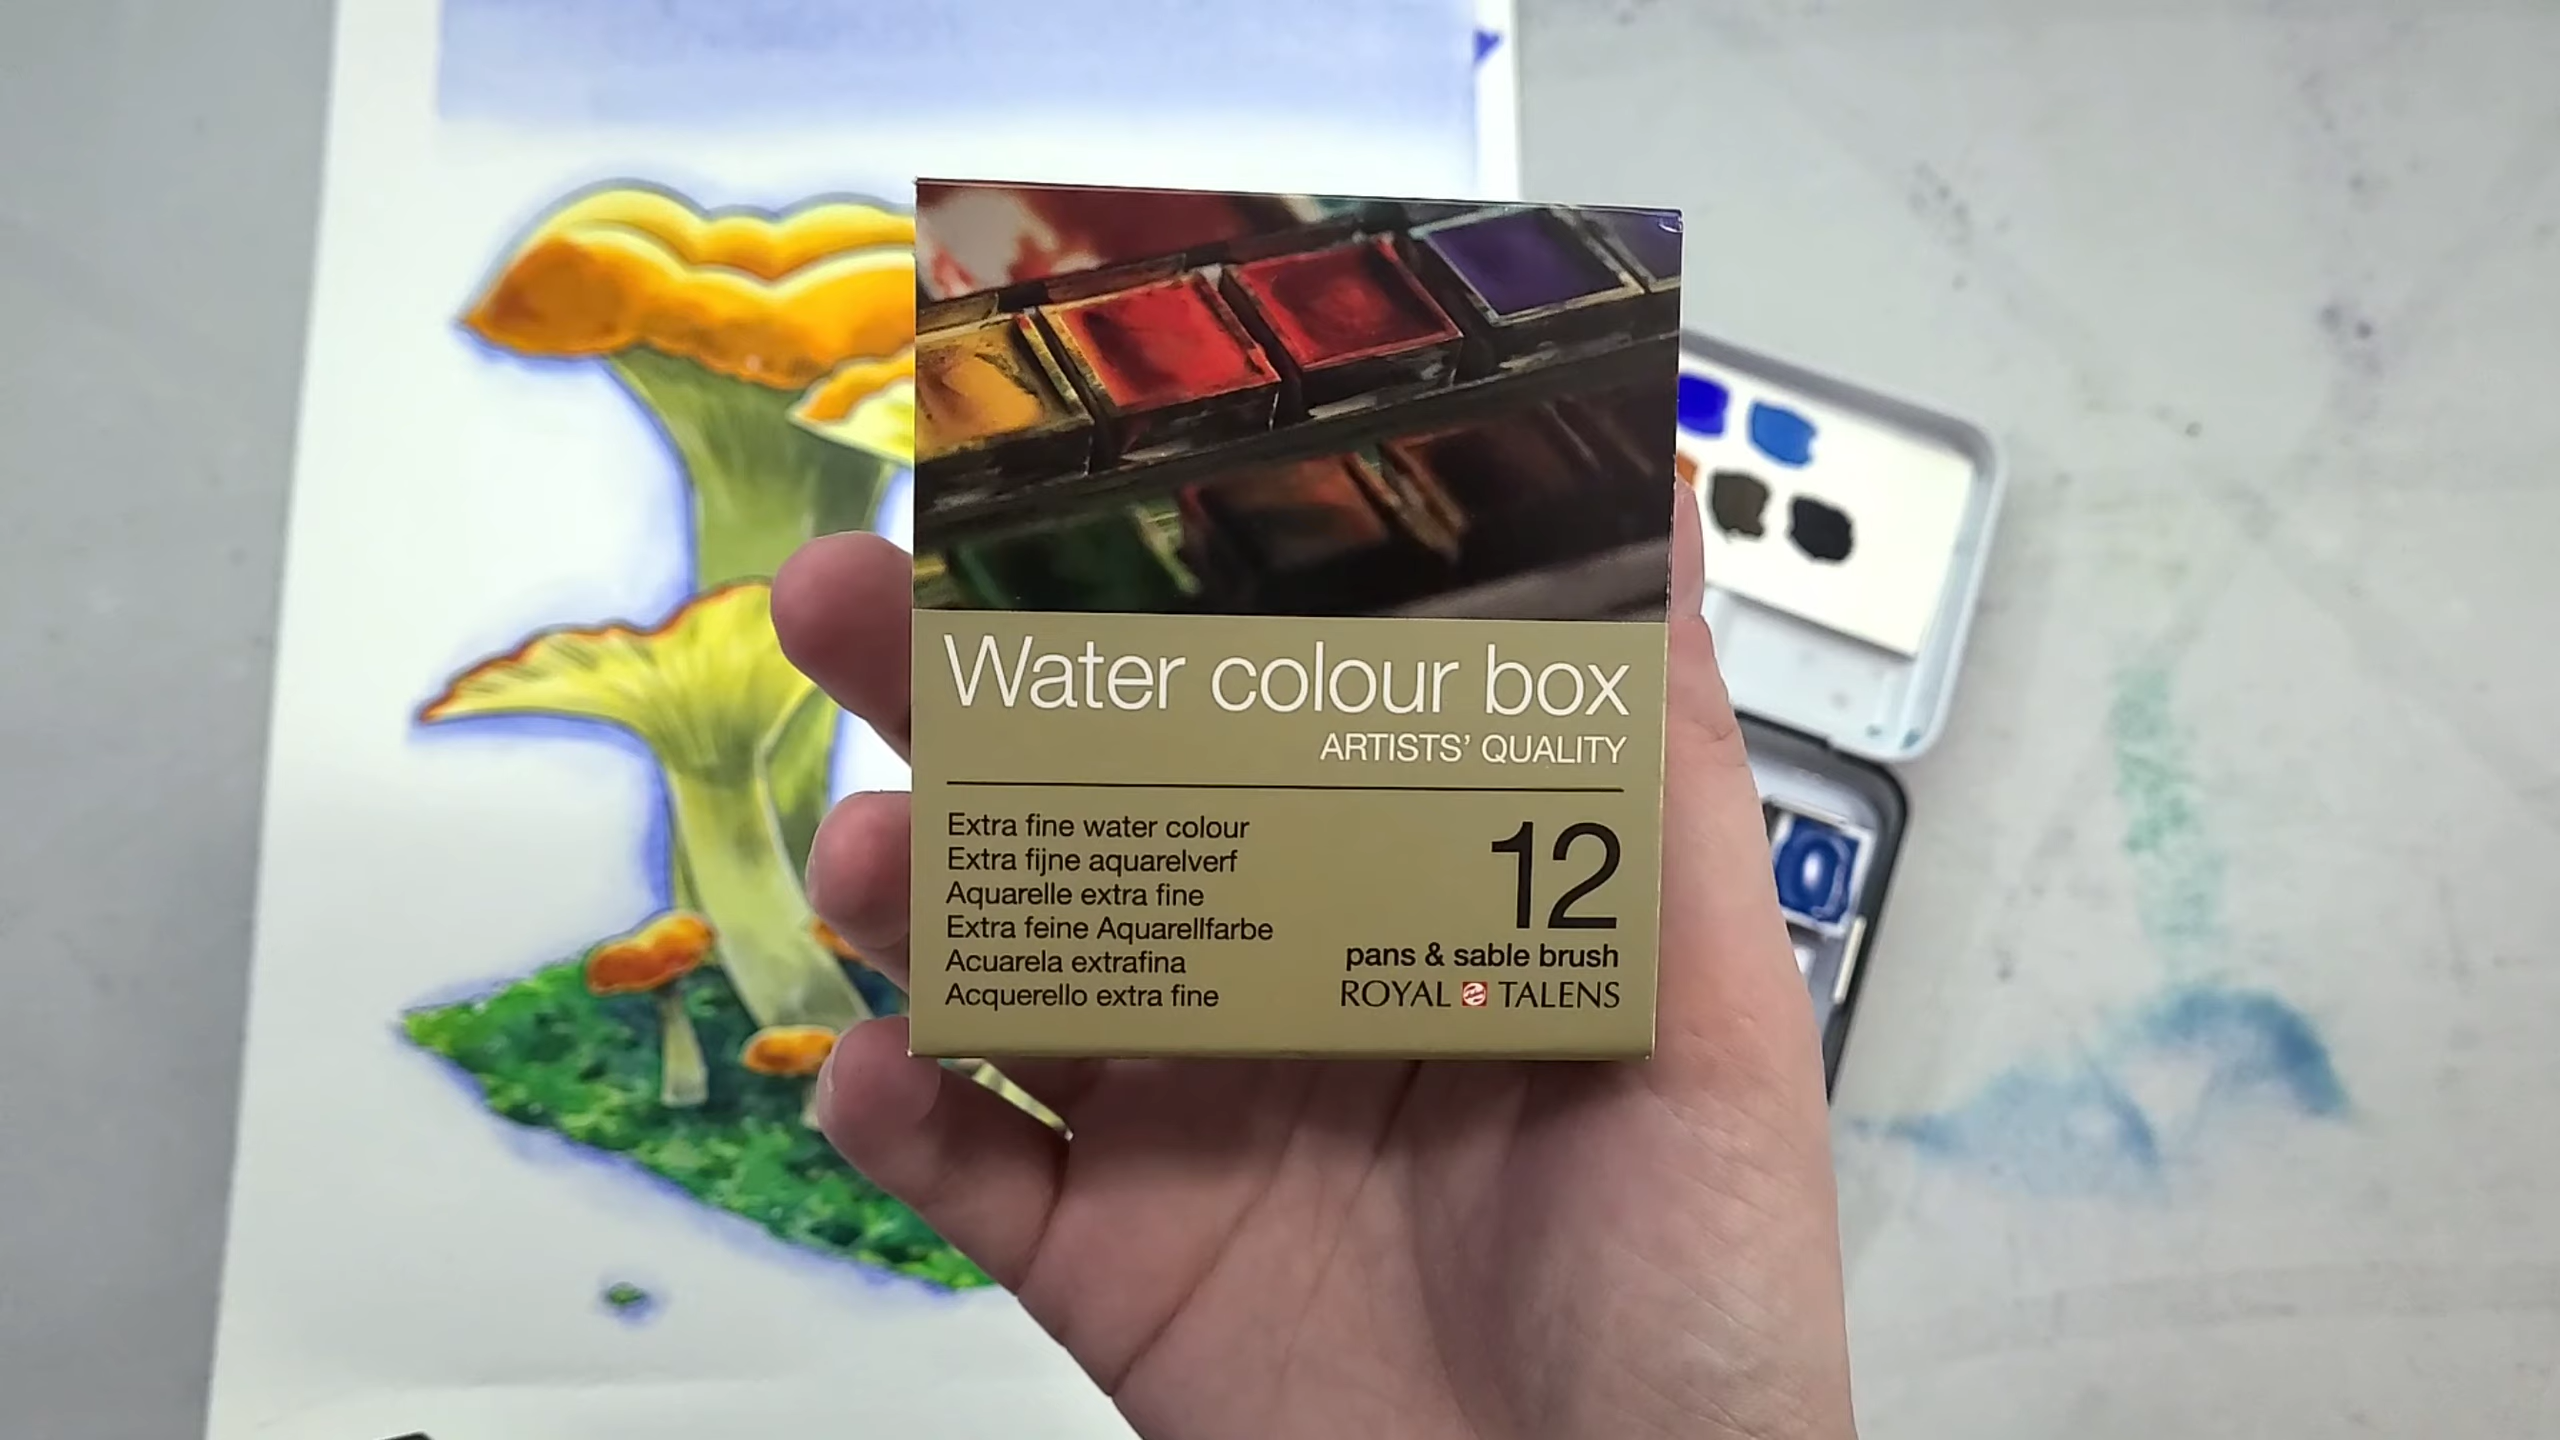 Water colour box
ARTISTS' QUALITY
Extra fine water colour
Extra fijne aquarelverf
Aquarelle extra fine
Extra feine Aquarellfarbe
Acuarela extrafina
Acquerello extra fine
12
pans & sable brush
ROYAL TALENS